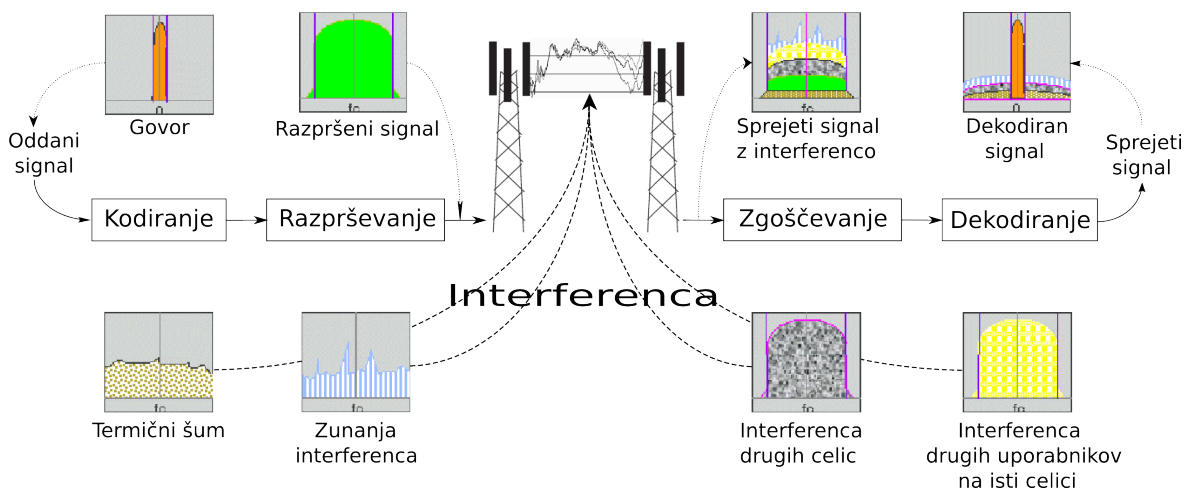 Govor
Razpršeni signal
Sprejeti signal
z interferenco
Dekodiran
signal
Oddani
signal
Sprejeti
signal
Kodiranje
Razprševanje
Zgoščevanje
Dekodiranje
Interferenca
Termični šum
Zunanja
interferenca
Interferenca
drugih celic
Interferenca
drugih uporabnikov
na isti celici